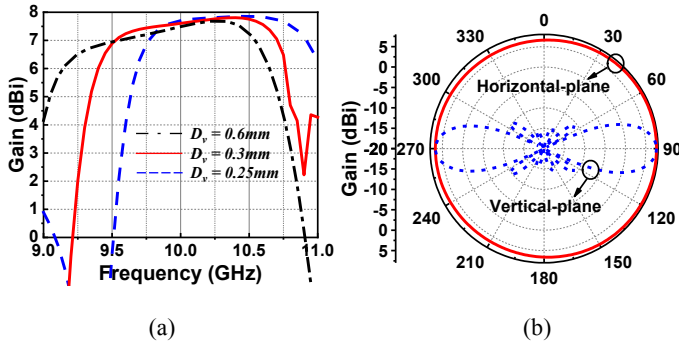 8
7
6
5
4
3
2
1
0
Gain (dBi)
D_v = 0.6mm
D_v = 0.3mm
D_v = 0.25mm
9.0 9.5 10.0 10.5 11.0
Frequency (GHz)
(a)
5
0
-5
-10
-15
-20
-15
-10
-5
0
5
Gain (dBi)
0
30
60
90
120
150
180
210
240
270
300
330
Horizontal-plane
Vertical-plane
(b)